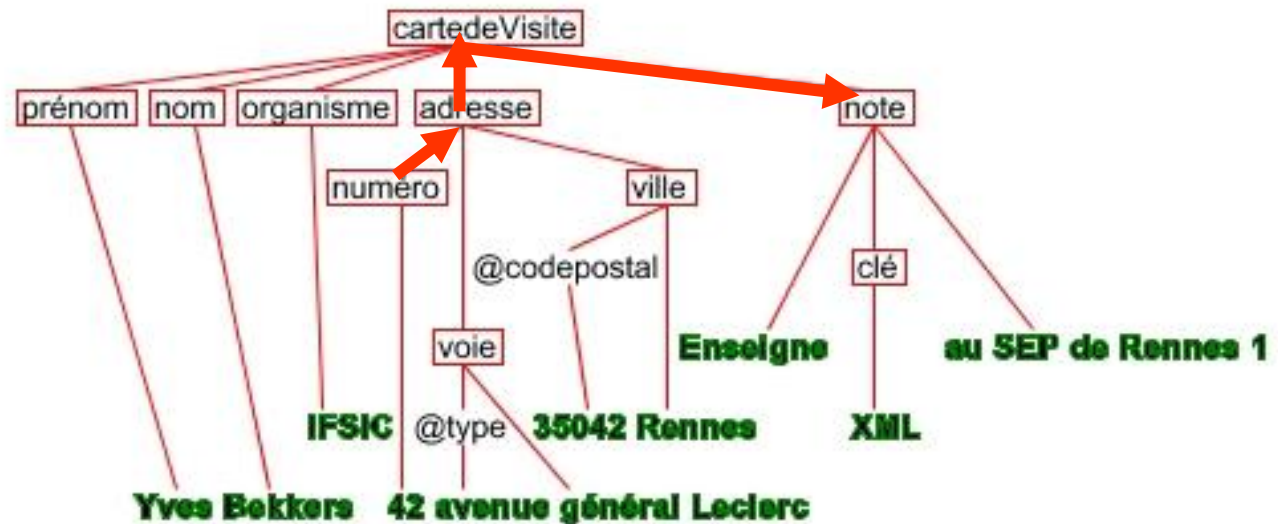 cartedeVisite
prénom nom organisme adresse note
numéro ville
@codepostal clé
voie Enseigne au SEP de Rennes 1
IFSIC @type 35042 Rennes XML
Yves Bekkers 42 avenue général Leclerc